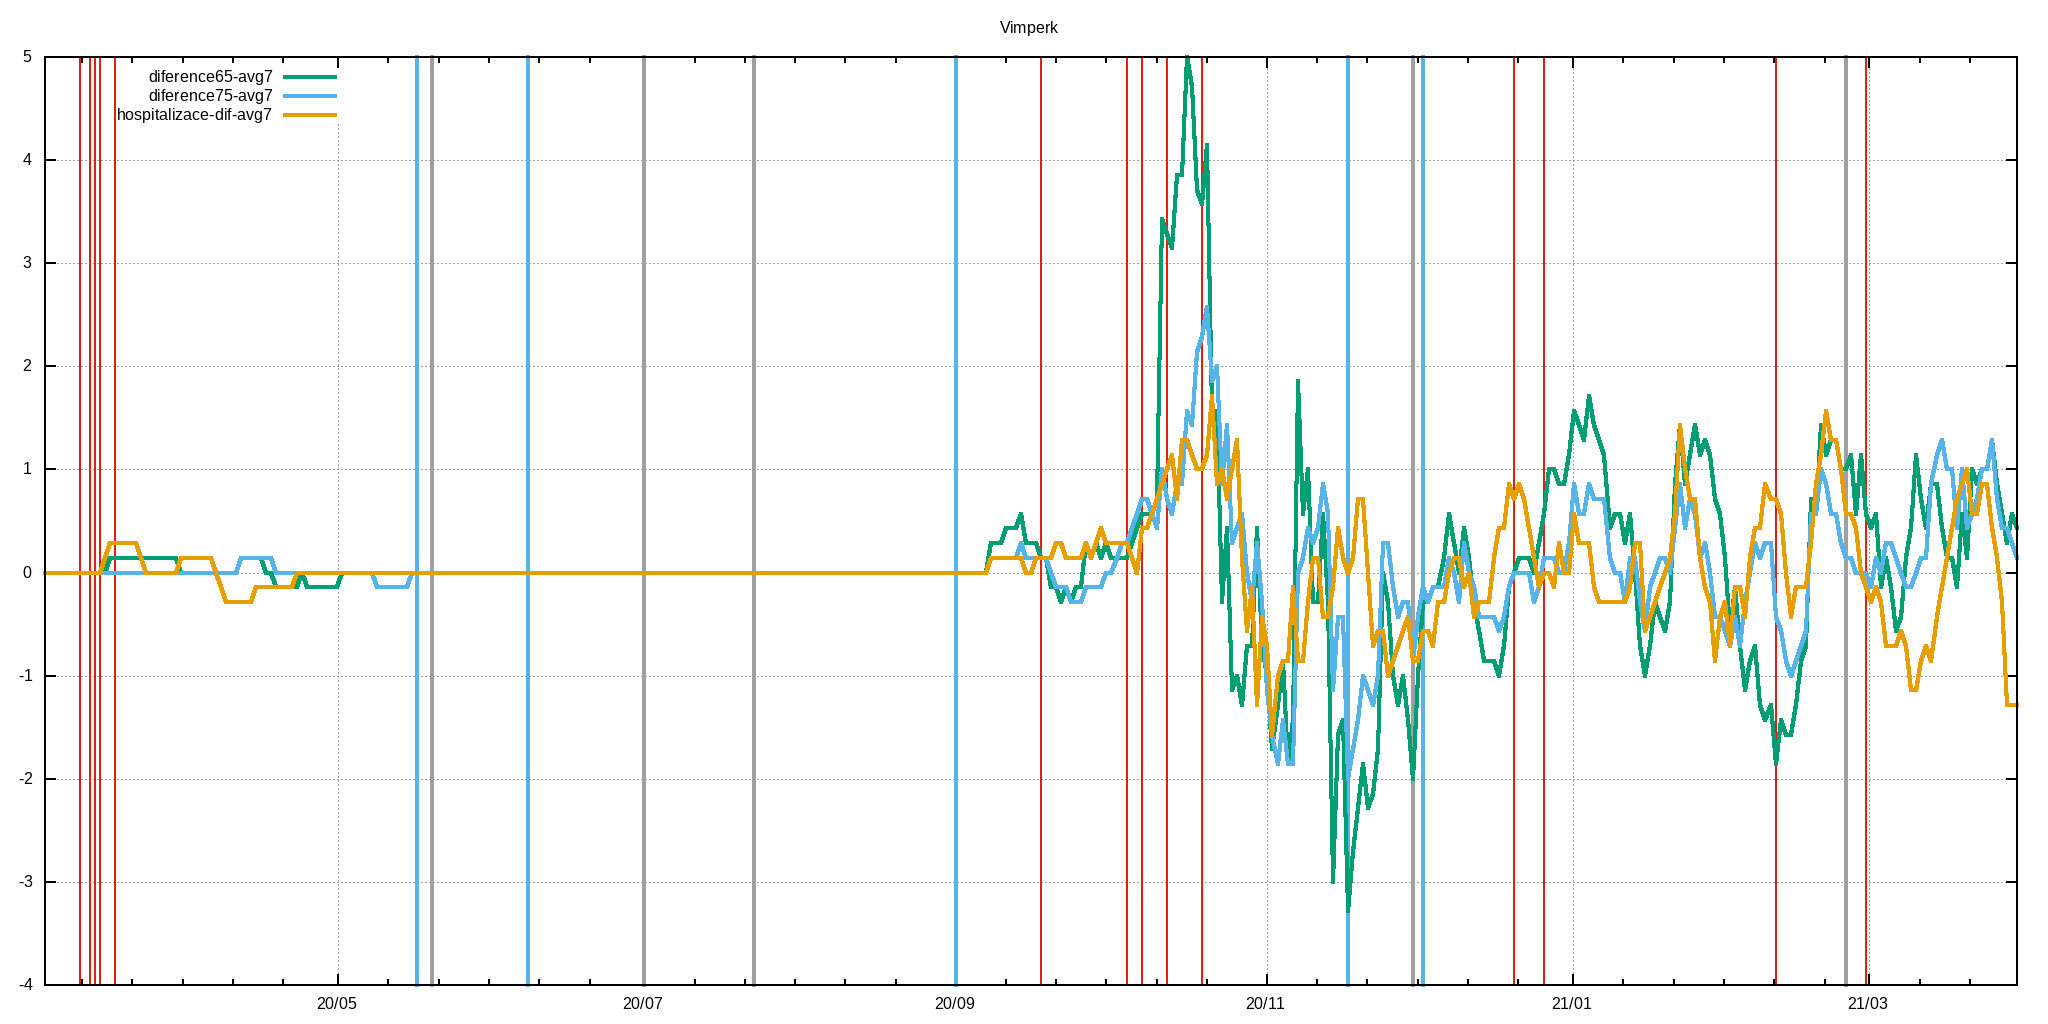 Vimperk
5
diference65-avg7
diference75-avg7
hospitalizace-dif-avg7
4
3
2
1
0
-1
-2
-3
-4
20/05 20/07 20/09 20/11 21/01 21/03